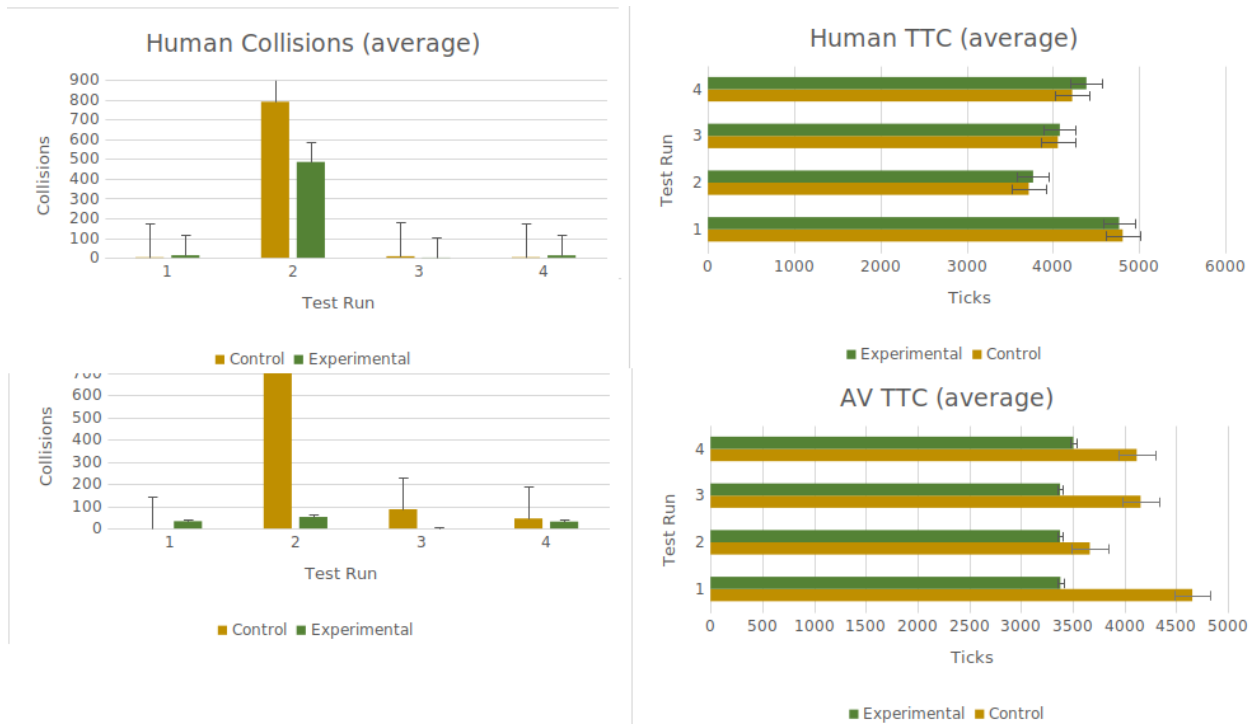 Human Collisions (average)
900
800
700
600
500
400
300
200
100
0
Collisions
1 2 3 4
Test Run
Control Experimental
Human TTC (average)
4
3
2
1
Test Run
0 1000 2000 3000 4000 5000 6000
Ticks
Experimental Control
700
600
500
400
300
200
100
0
Collisions
1 2 3 4
Test Run
Control Experimental
AV TTC (average)
4
3
2
1
Test Run
0 500 1000 1500 2000 2500 3000 3500 4000 4500 5000
Ticks
Experimental Control